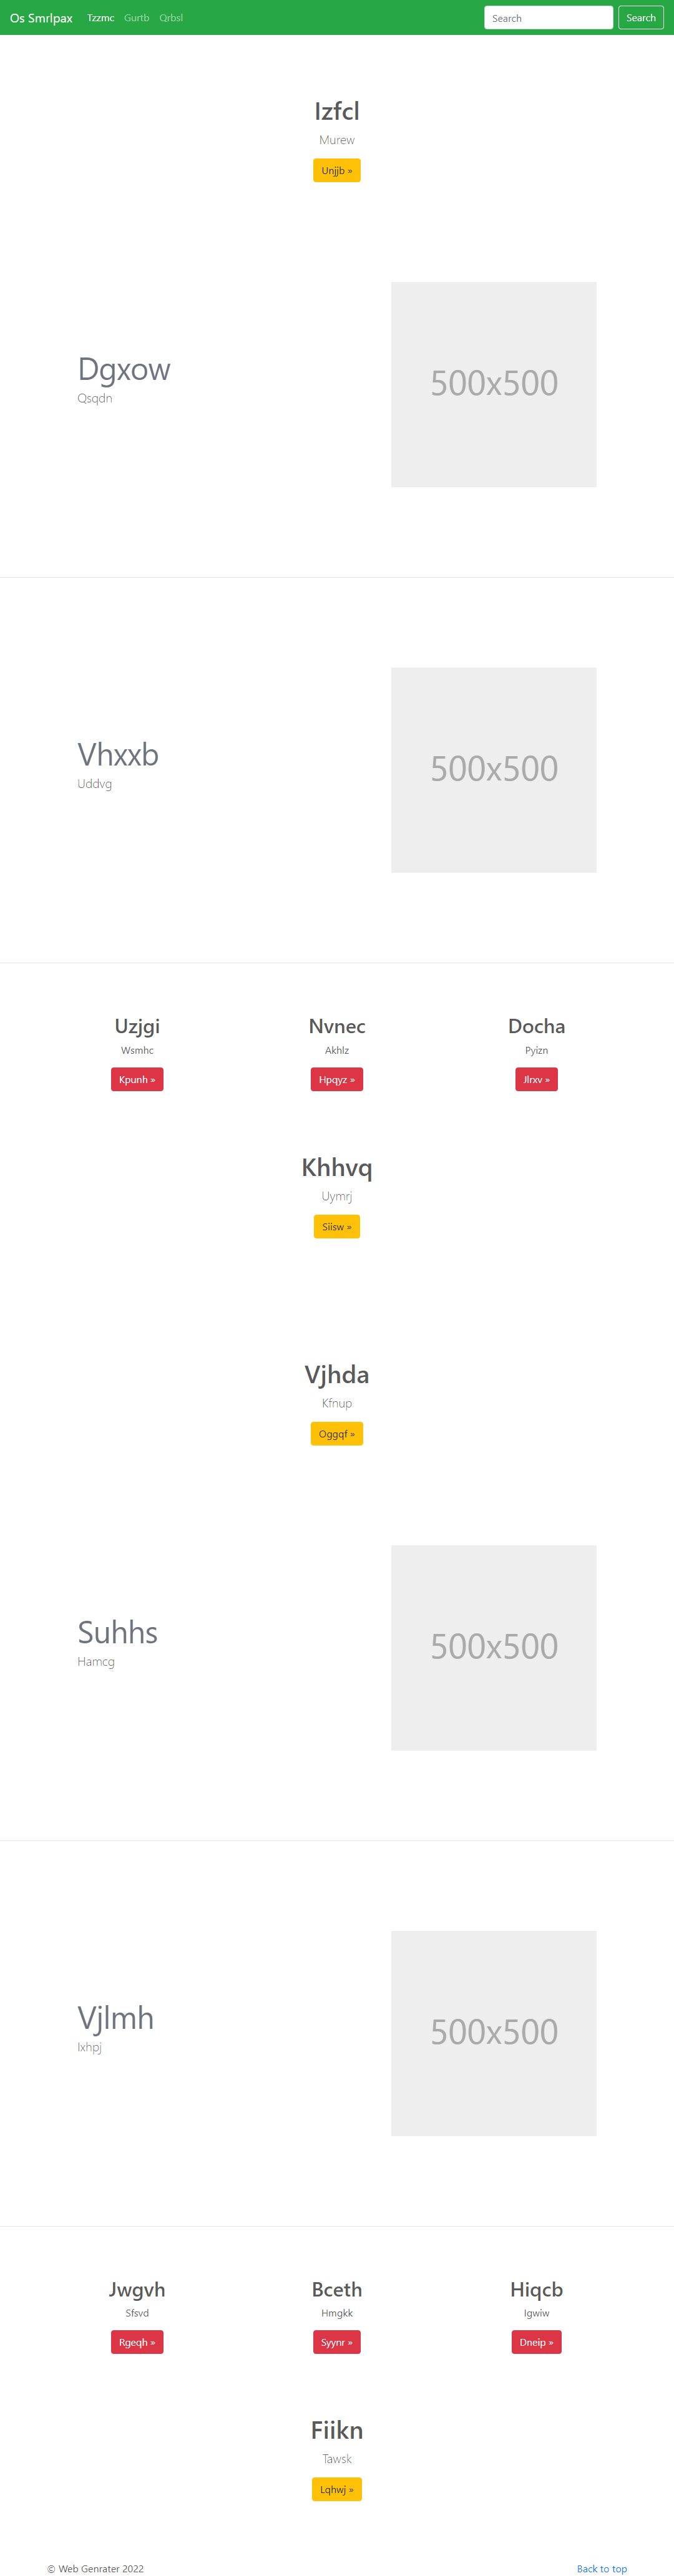 Os Smrlpax Tzzmc Gurtb Qrbsl Search Search
Izfcl
Murew
Unjjb »
Dgxow
Qsqdn
500x500
Vhxxb
Uddvg
500x500
Uzjgi Nvnec Docha
Wsmhc Akhlz Pyizn
Kpunh » Hpqyz » Jlrxv »
Khhvq
Uymrj
Siisw »
Vjhda
Kfnup
Oggqf »
Suhhs
Hamcg
500x500
Vjlmh
Ixhpj
500x500
Jwgvh Bceth Hiqcb
Sfsvd Hmgkk Igwiw
Rgeqh » Syynr » Dneip »
Fiikn
Tawsk
Lqhwj »
© Web Genrater 2022 Back to top